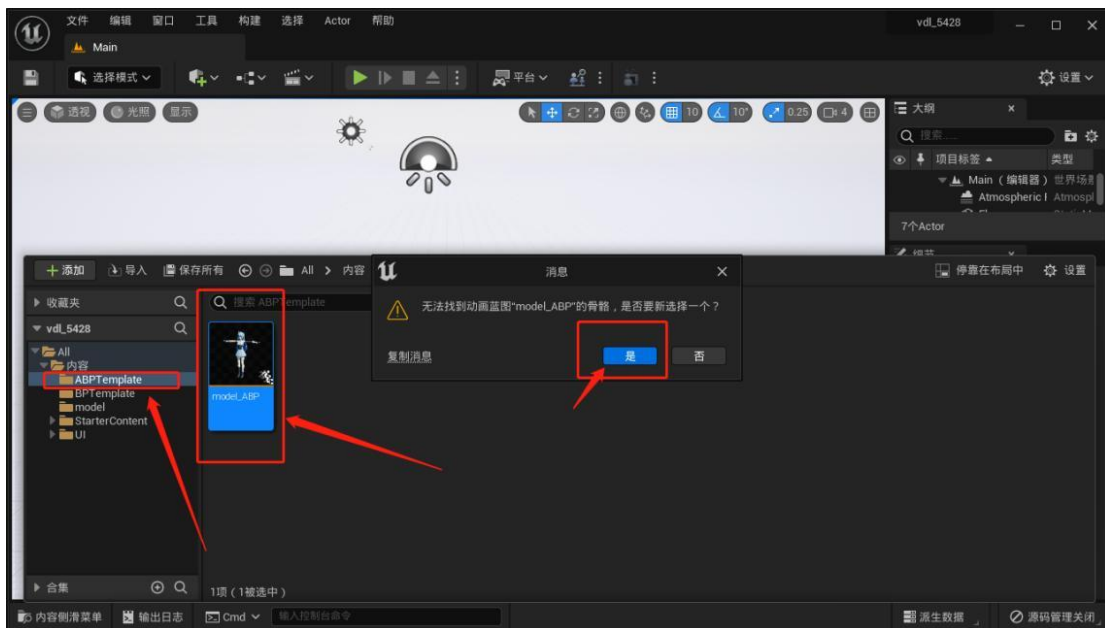 文件 编辑 窗口 工具 构建 选择 Actor 帮助 vdl_5428
Main
选择模式 平台 设置
透视 光照 显示 10 10° 0.25 4
大纲
搜索......
项目标签 类型
Main（编辑器） 世界场景
Atmospheric Atmospl
7个Actor
细节
添加 导入 保存所有 All 内容 停靠在布局中 设置
收藏夹
搜索 ABPTemplate
vdl_5428
All
内容
ABPTemplate
BPTemplate
model
StarterContent
UI
model_ABP
消息
无法找到动画蓝图"model_ABP"的骨骼，是否要新选择一个？
复制消息 是 否
合集
1项（1被选中）
内容侧滑菜单 输出日志 Cmd 输入控制台命令 派生数据 源码管理关闭